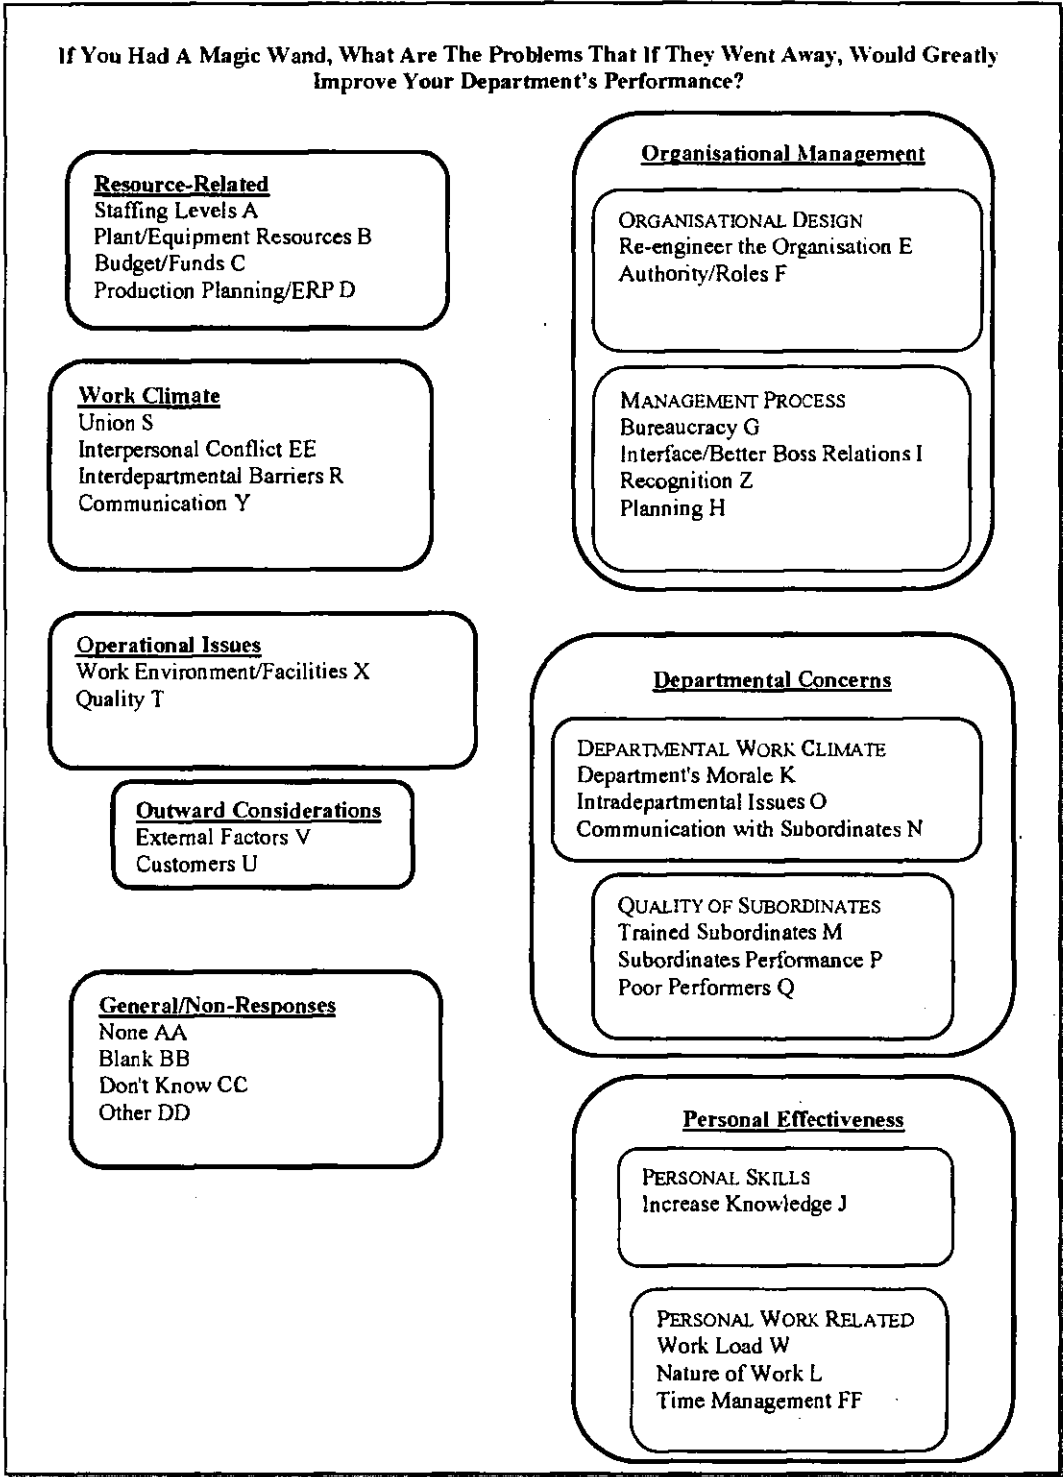 If You Had A Magic Wand, What Are The Problems That If They Went Away, Would Greatly
Improve Your Department's Performance?
Resource-Related
Staffing Levels A
Plant/Equipment Resources B
Budget/Funds C
Production Planning/ERP D
Work Climate
Union S
Interpersonal Conflict EE
Interdepartmental Barriers R
Communication Y
Operational Issues
Work Environment/Facilities X
Quality T
Outward Considerations
External Factors V
Customers U
General/Non-Responses
None AA
Blank BB
Don't Know CC
Other DD
Organisational Management
ORGANISATIONAL DESIGN
Re-engineer the Organisation E
Authority/Roles F
MANAGEMENT PROCESS
Bureaucracy G
Interface/Better Boss Relations I
Recognition Z
Planning H
Departmental Concerns
DEPARTMENTAL WORK CLIMATE
Department's Morale K
Intradepartmental Issues O
Communication with Subordinates N
QUALITY OF SUBORDINATES
Trained Subordinates M
Subordinates Performance P
Poor Performers Q
Personal Effectiveness
PERSONAL SKILLS
Increase Knowledge J
PERSONAL WORK RELATED
Work Load W
Nature of Work L
Time Management FF